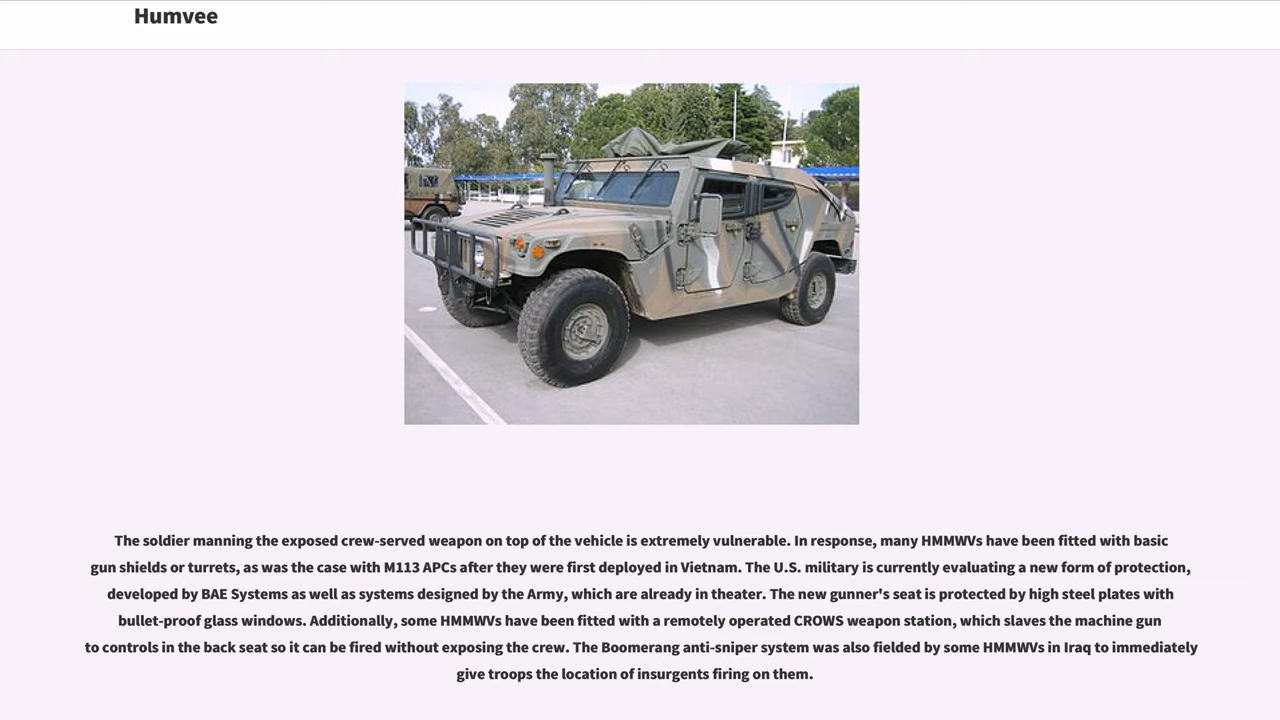 Humvee
The soldier manning the exposed crew-served weapon on top of the vehicle is extremely vulnerable. In response, many HMMWVs have been fitted with basic
gun shields or turrets, as was the case with M113 APCs after they were first deployed in Vietnam. The U.S. military is currently evaluating a new form of protection,
developed by BAE Systems as well as systems designed by the Army, which are already in theater. The new gunner's seat is protected by high steel plates with
bullet-proof glass windows. Additionally, some HMMWVs have been fitted with a remotely operated CROWS weapon station, which slaves the machine gun
to controls in the back seat so it can be fired without exposing the crew. The Boomerang anti-sniper system was also fielded by some HMMWVs in Iraq to immediately
give troops the location of insurgents firing on them.